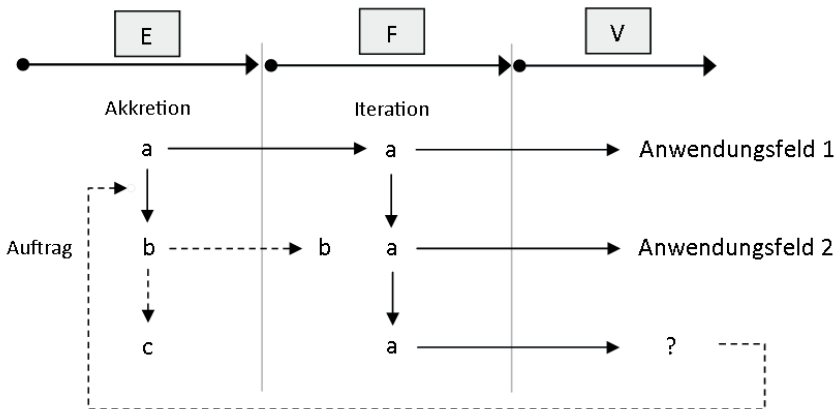 E F V
Akkretion Iteration
a a Anwendungsfeld 1
Auftrag b b a Anwendungsfeld 2
c a ?